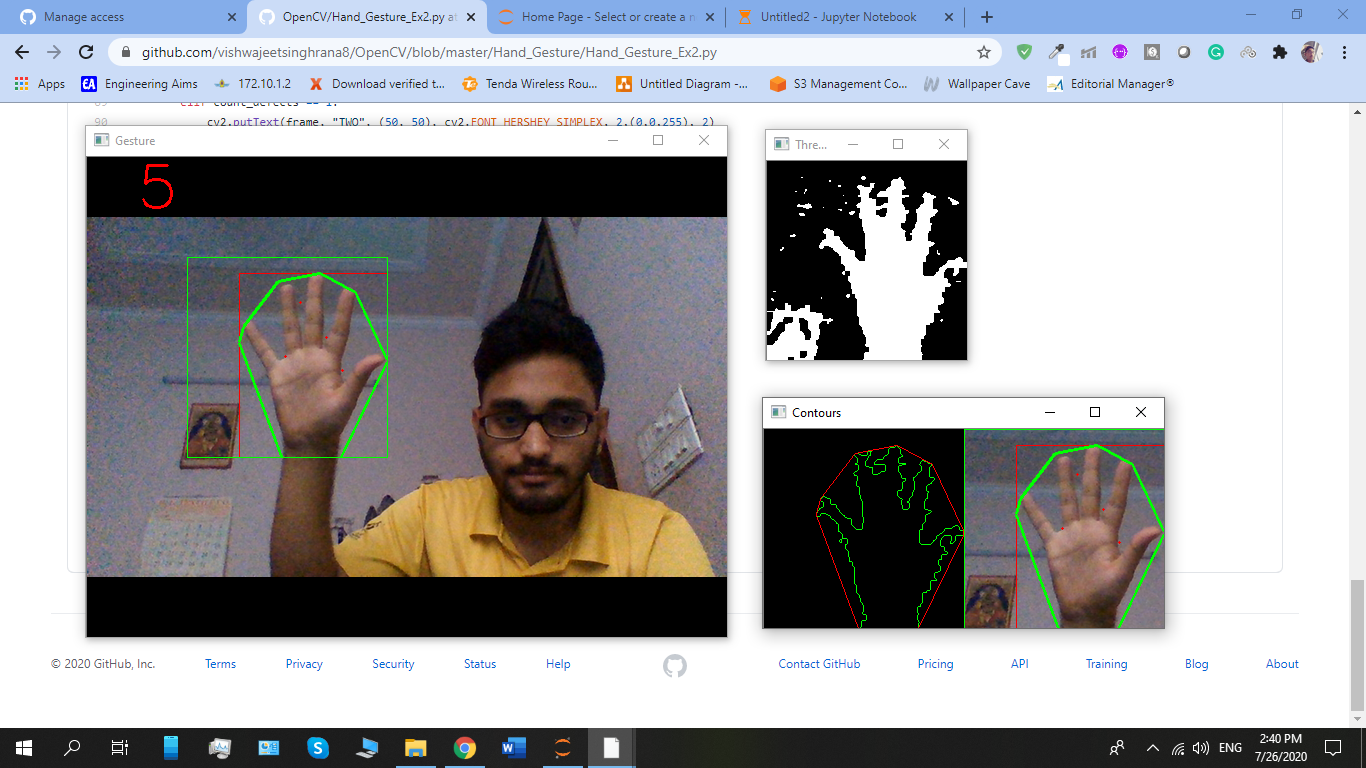 Manage access
OpenCV/Hand_Gesture_Ex2.py at
Home Page - Select or create a n
Untitled2 - Jupyter Notebook
github.com/vishwajeetsinghrana8/OpenCV/blob/master/Hand_Gesture/Hand_Gesture_Ex2.py
Apps
Engineering Aims
172.10.1.2
Download verified t...
Tenda Wireless Rou...
Untitled Diagram -...
S3 Management Co...
Wallpaper Cave
Editorial Manager®
89 elif count_defects == 1:
90 cv2.putText(frame, "TWO", (50, 50), cv2.FONT_HERSHEY_SIMPLEX, 2,(0,0,255), 2)
Gesture
5
Thre...
Contours
© 2020 GitHub, Inc.
Terms
Privacy
Security
Status
Help
Contact GitHub
Pricing
API
Training
Blog
About
ENG
2:40 PM
7/26/2020